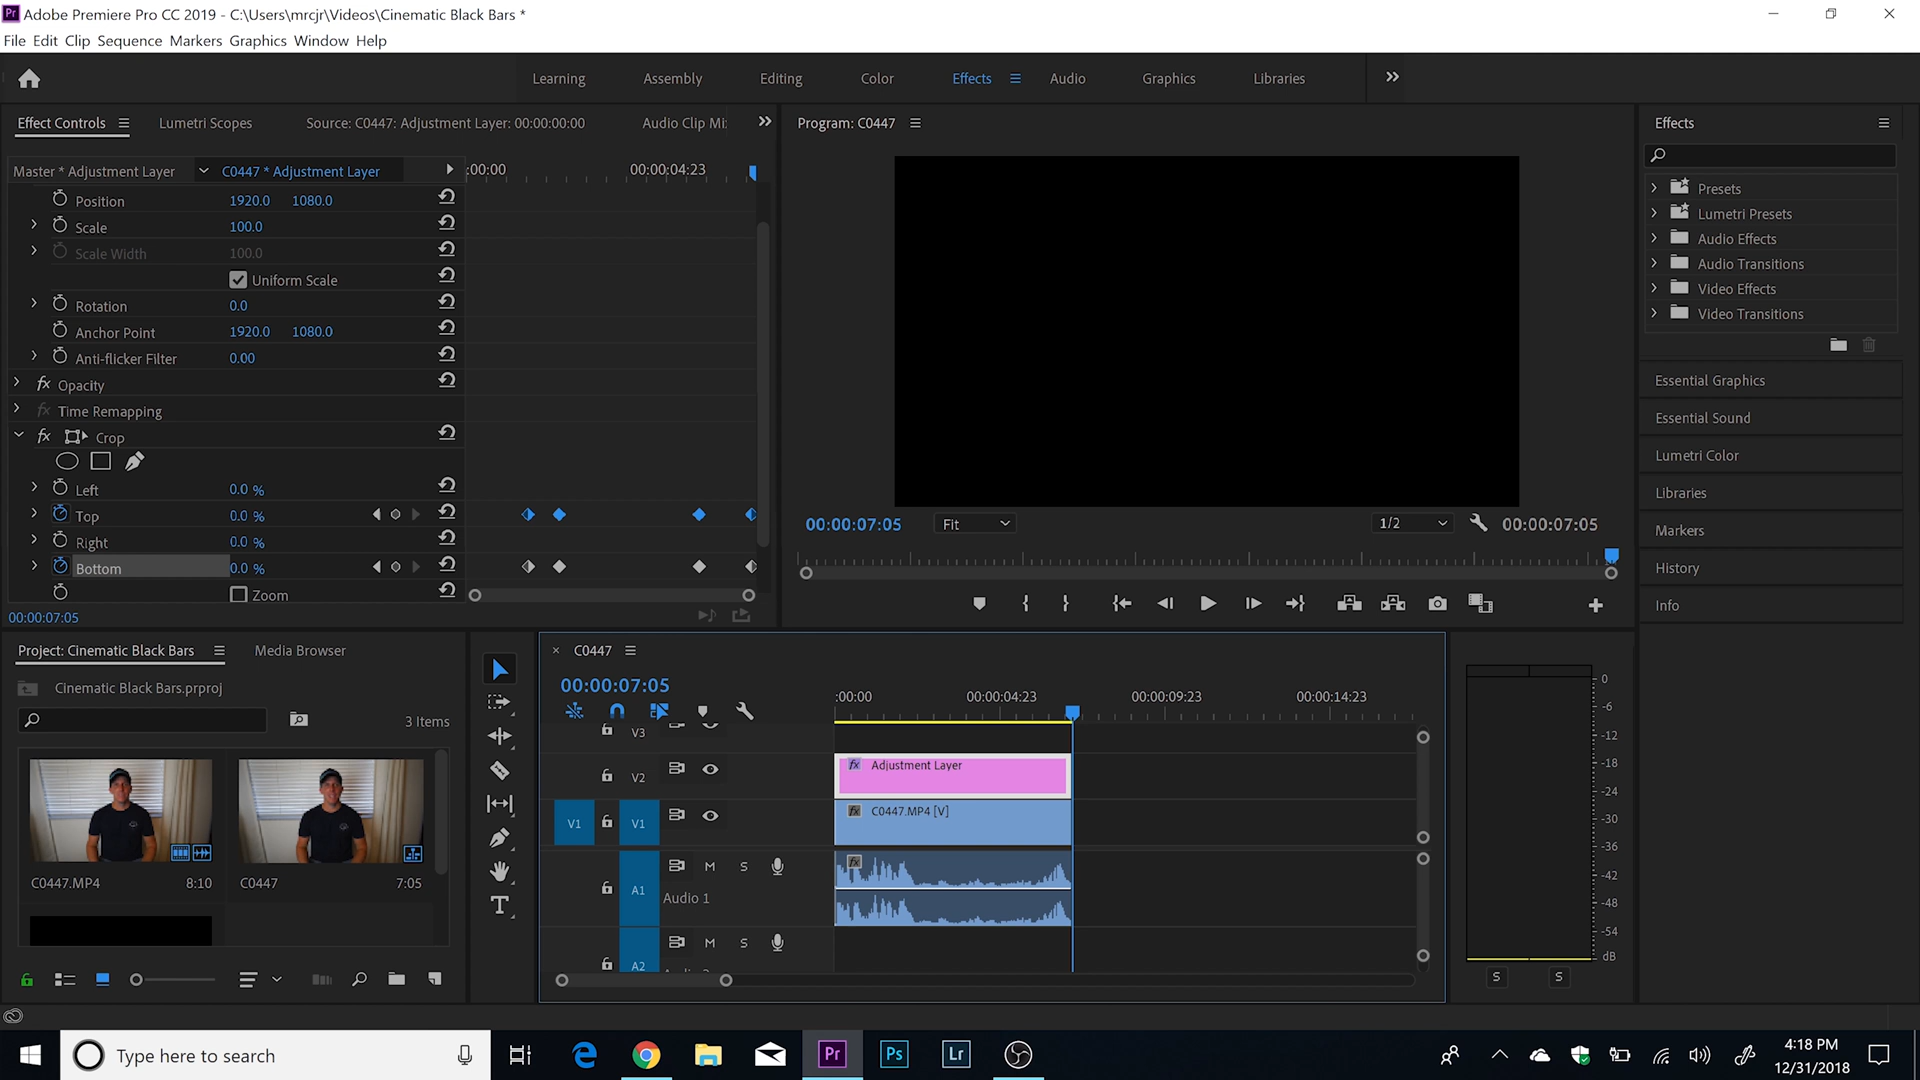 Pr Adobe Premiere Pro CC 2019 - C:\Users\mrcjr\Videos\Cinematic Black Bars *
File Edit Clip Sequence Markers Graphics Window Help
Learning Assembly Editing Color Effects Audio Graphics Libraries
Effect Controls Lumetri Scopes Source: C0447: Adjustment Layer: 00:00:00:00 Audio Clip Mi:
Program: C0447
Effects
Master * Adjustment Layer C0447 * Adjustment Layer :00:00 00:00:04:23
Position 1920.0 1080.0
Scale 100.0
Scale Width 100.0
Uniform Scale
Rotation 0.0
Anchor Point 1920.0 1080.0
Anti-flicker Filter 0.00
fx Opacity
fx Time Remapping
fx Crop
Left 0.0 %
Top 0.0 %
Right 0.0 %
Bottom 0.0 %
Zoom
00:00:07:05
00:00:07:05 Fit 1/2 00:00:07:05
Presets
Lumetri Presets
Audio Effects
Audio Transitions
Video Effects
Video Transitions
Essential Graphics
Essential Sound
Lumetri Color
Libraries
Markers
History
Info
Project: Cinematic Black Bars Media Browser
Cinematic Black Bars.prproj
3 Items
C0447.MP4 8:10
C0447 7:05
C0447
00:00:07:05
:00:00 00:00:04:23 00:00:09:23 00:00:14:23
V3
V2 fx Adjustment Layer
V1 V1 fx C0447.MP4 [V]
A1 M S fx
Audio 1
A2 M S
T
0
-6
-12
-18
-24
-30
-36
-42
-48
-54
dB
S S
Type here to search
Pr Ps Lr
4:18 PM
12/31/2018